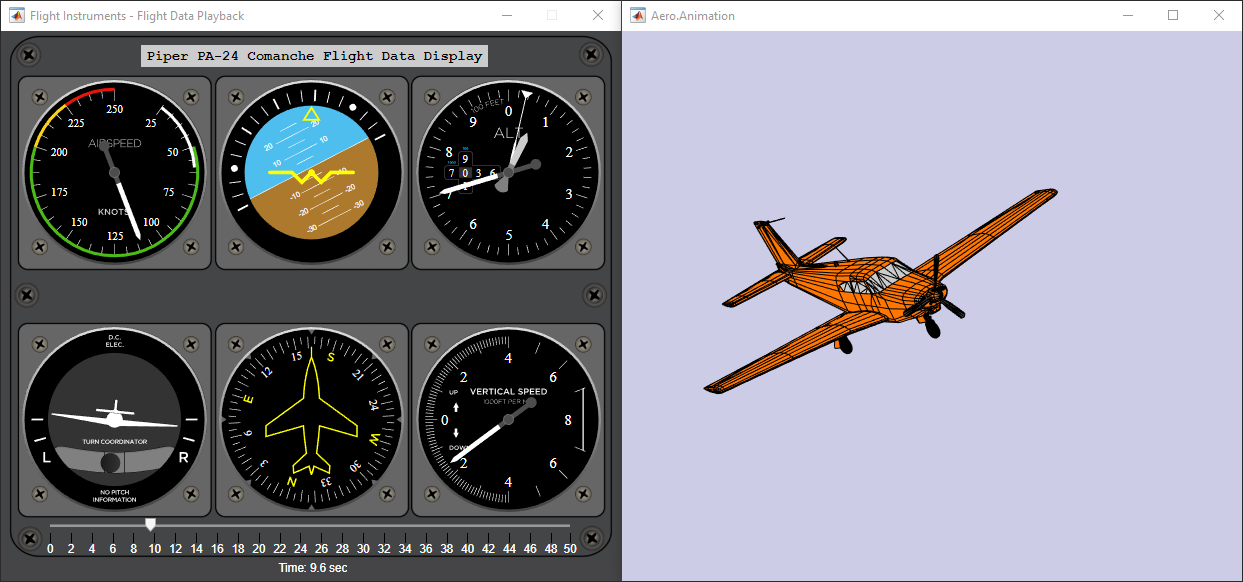 Flight Instruments - Flight Data Playback
Aero.Animation
Piper PA-24 Comanche Flight Data Display
250
225
25
AIRSPEED
200
50
175
75
KNOTS
150
100
125
20
20
10
10
-10
-10
-20
-20
-30
-30
100 FEET
0
9
1
ALT
8
2
9
7 0 3 6
1
7
3
6
4
5
D.C.
ELEC.
TURN COORDINATOR
L
R
NO PITCH
INFORMATION
15
S
12
21
E
24
9
W
3
30
N
33
4
2
6
UP
VERTICAL SPEED
1000FT PER MIN
0
8
DOWN
2
6
4
0 2 4 6 8 10 12 14 16 18 20 22 24 26 28 30 32 34 36 38 40 42 44 46 48 50
Time: 9.6 sec